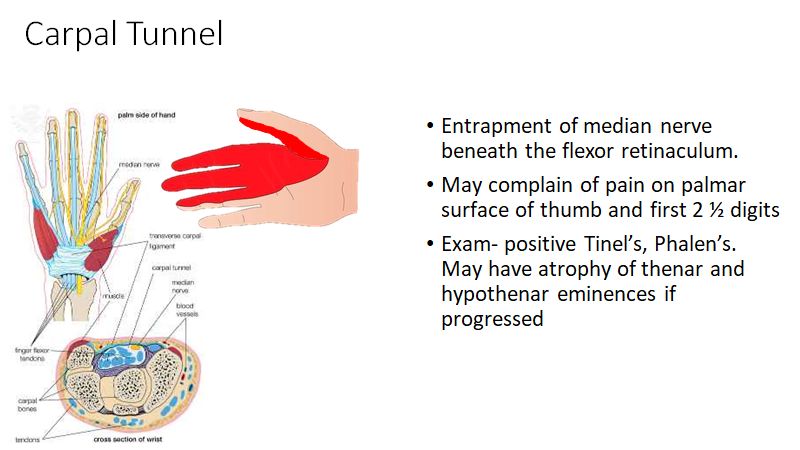 Carpal Tunnel
palm side of hand
median nerve
transverse carpal
ligament
carpal tunnel
median
nerve
blood
vessels
muscle
finger flexor
tendons
carpal
bones
tendons
cross section of wrist
• Entrapment of median nerve
beneath the flexor retinaculum.
• May complain of pain on palmar
surface of thumb and first 2 ½ digits
• Exam- positive Tinel’s, Phalen’s.
May have atrophy of thenar and
hypothenar eminences if
progressed